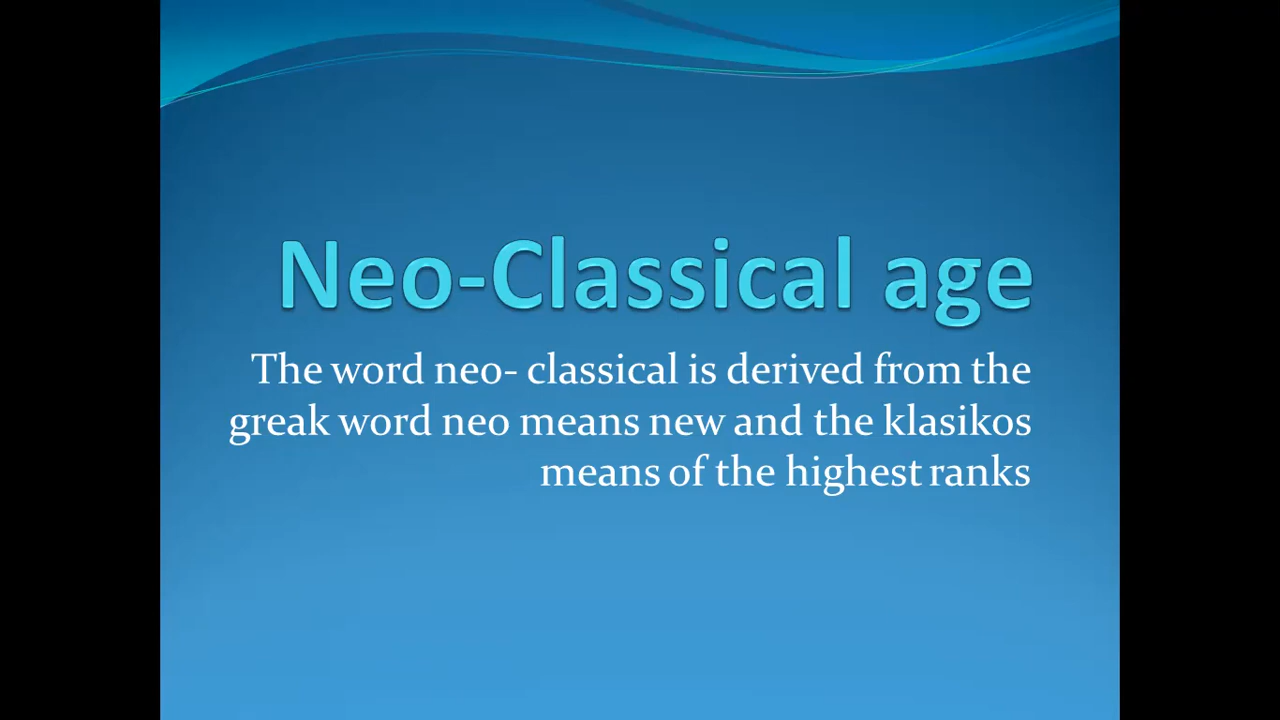 Neo-Classical age
The word neo- classical is derived from the
greak word neo means new and the klasikos
means of the highest ranks